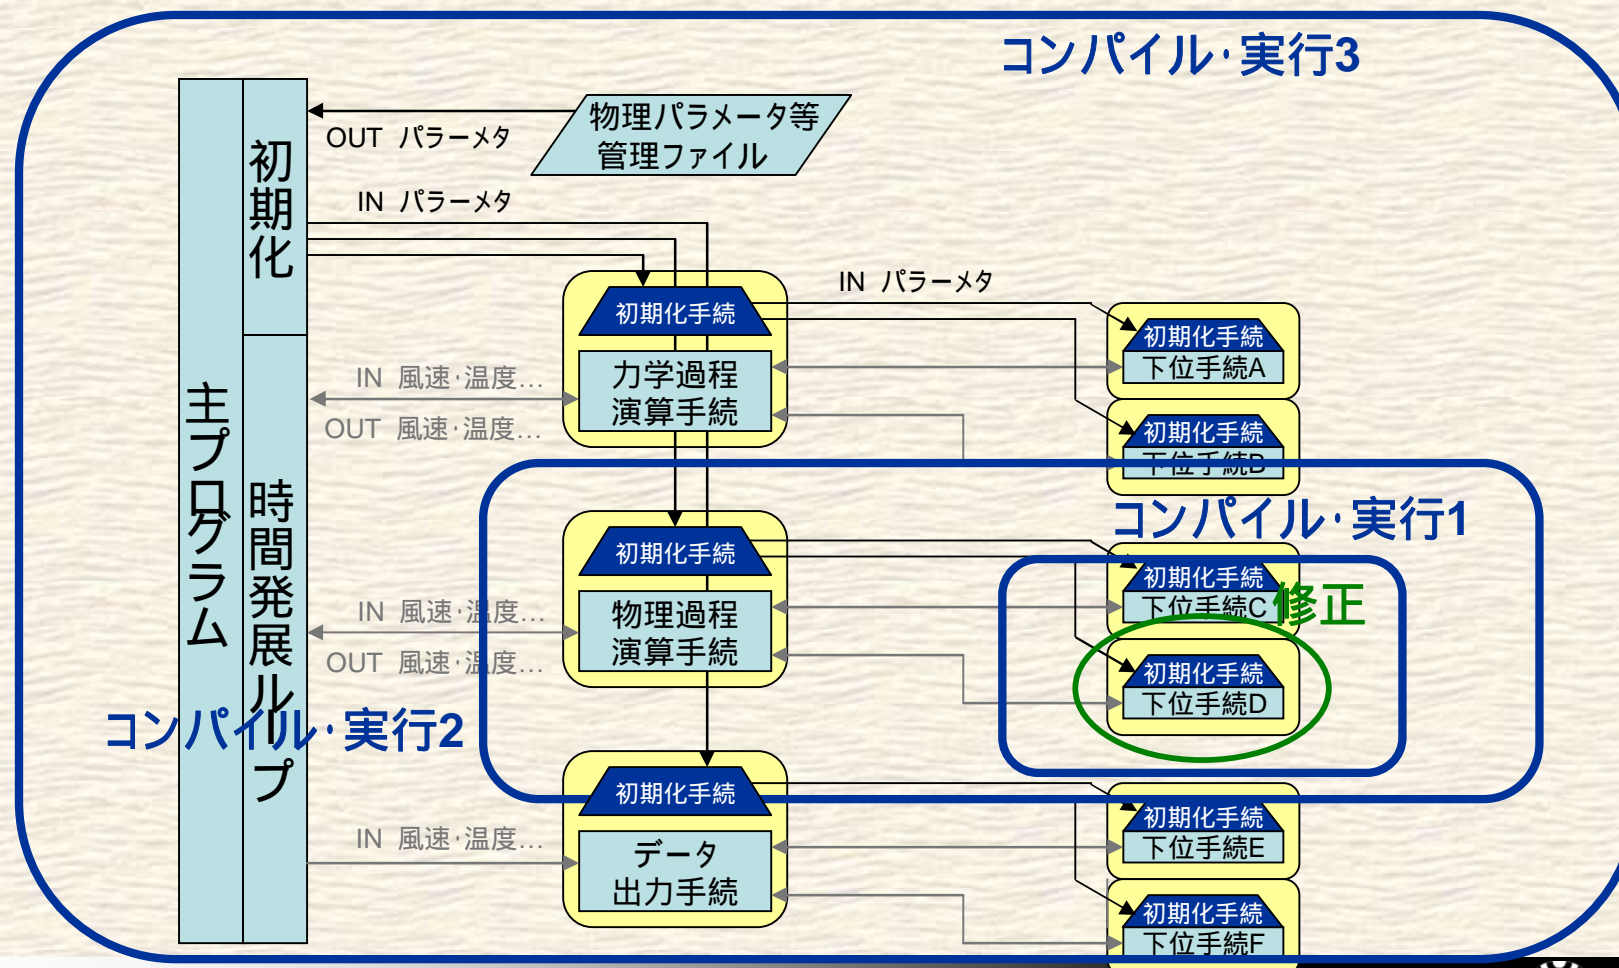 コンパイル・実行3
物理パラメータ等
管理ファイル
OUT パラーメタ
IN パラーメタ
初期化
主プログラム
時間発展ループ
IN パラーメタ
初期化手続
力学過程
演算手続
IN 風速・温度…
OUT 風速・温度…
初期化手続
下位手続A
初期化手続
下位手続B
コンパイル・実行1
初期化手続
物理過程
演算手続
IN 風速・温度…
OUT 風速・温度…
初期化手続
下位手続C
修正
初期化手続
下位手続D
コンパイル・実行2
初期化手続
データ
出力手続
IN 風速・温度…
初期化手続
下位手続E
初期化手続
下位手続F